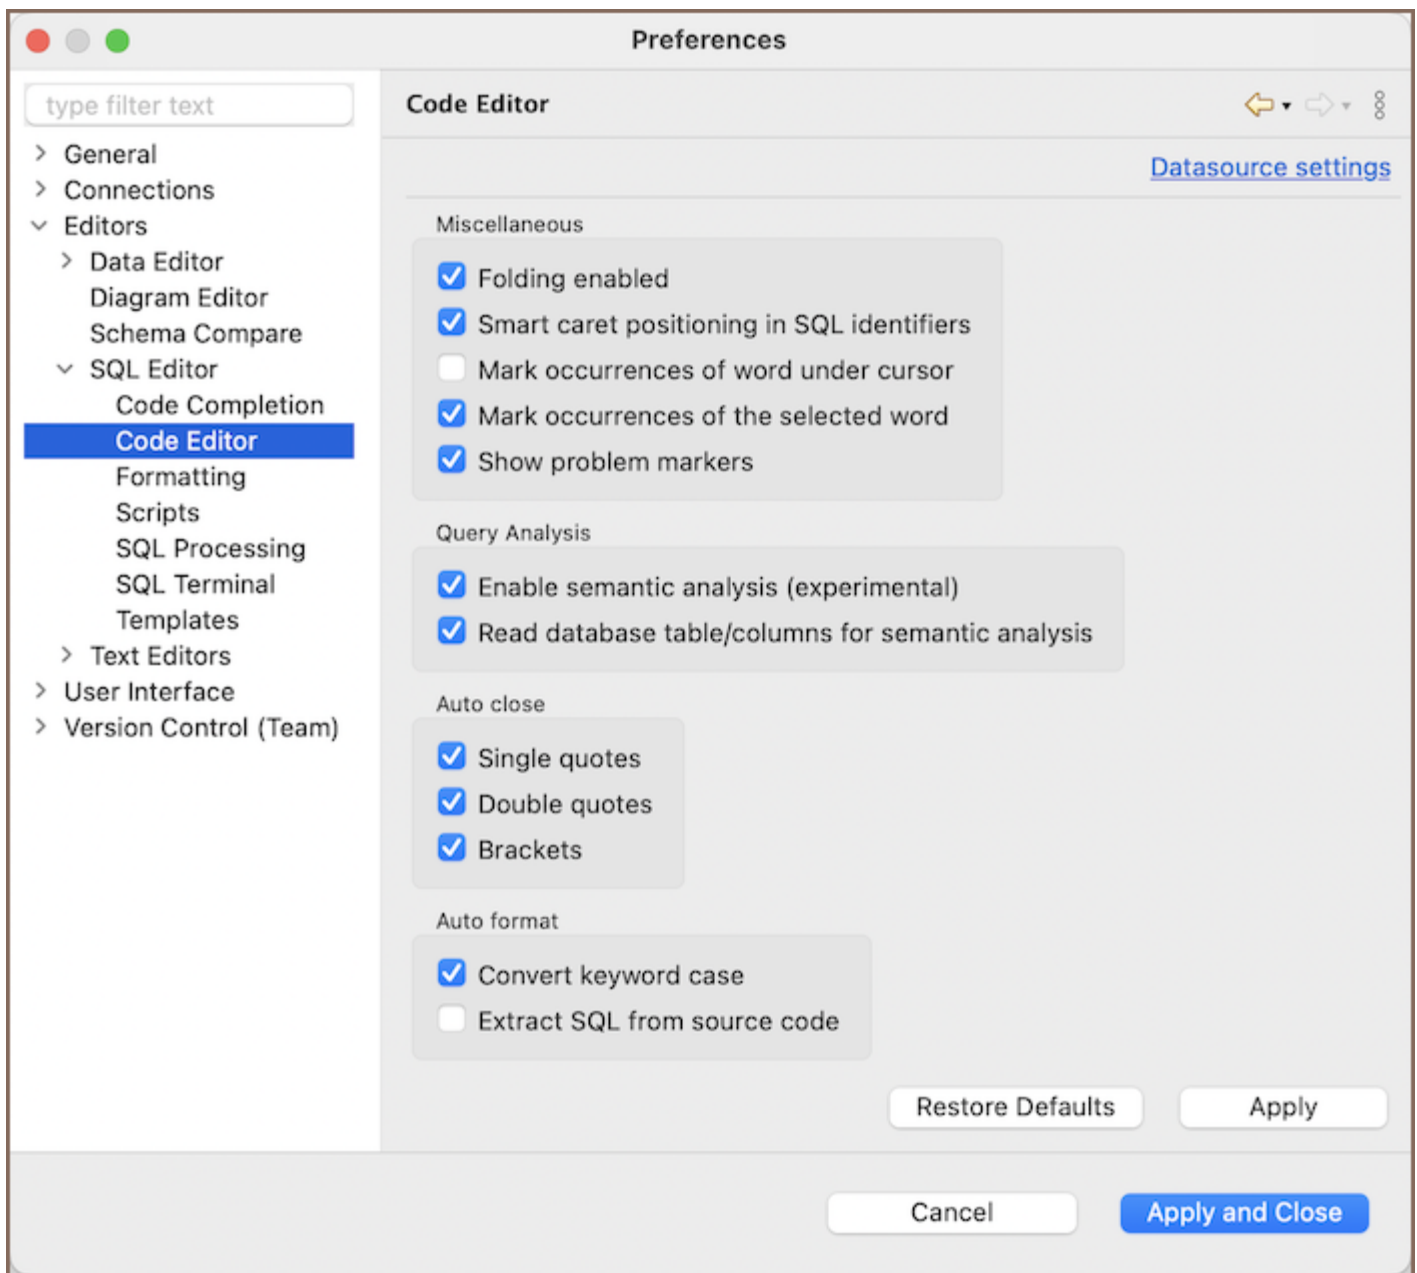 Preferences
type filter text
General
Connections
Editors
Data Editor
Diagram Editor
Schema Compare
SQL Editor
Code Completion
Code Editor
Formatting
Scripts
SQL Processing
SQL Terminal
Templates
Text Editors
User Interface
Version Control (Team)
Code Editor
Datasource settings
Miscellaneous
Folding enabled
Smart caret positioning in SQL identifiers
Mark occurrences of word under cursor
Mark occurrences of the selected word
Show problem markers
Query Analysis
Enable semantic analysis (experimental)
Read database table/columns for semantic analysis
Auto close
Single quotes
Double quotes
Brackets
Auto format
Convert keyword case
Extract SQL from source code
Restore Defaults
Apply
Cancel
Apply and Close